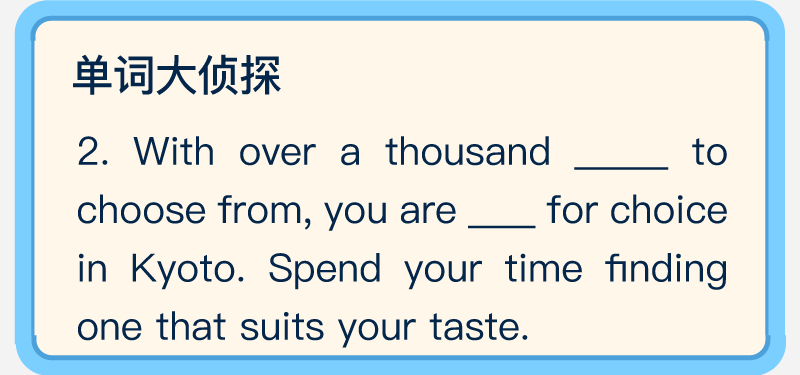 单词大侦探
2. With over a thousand _____ to
choose from, you are ____ for choice
in Kyoto. Spend your time finding
one that suits your taste.